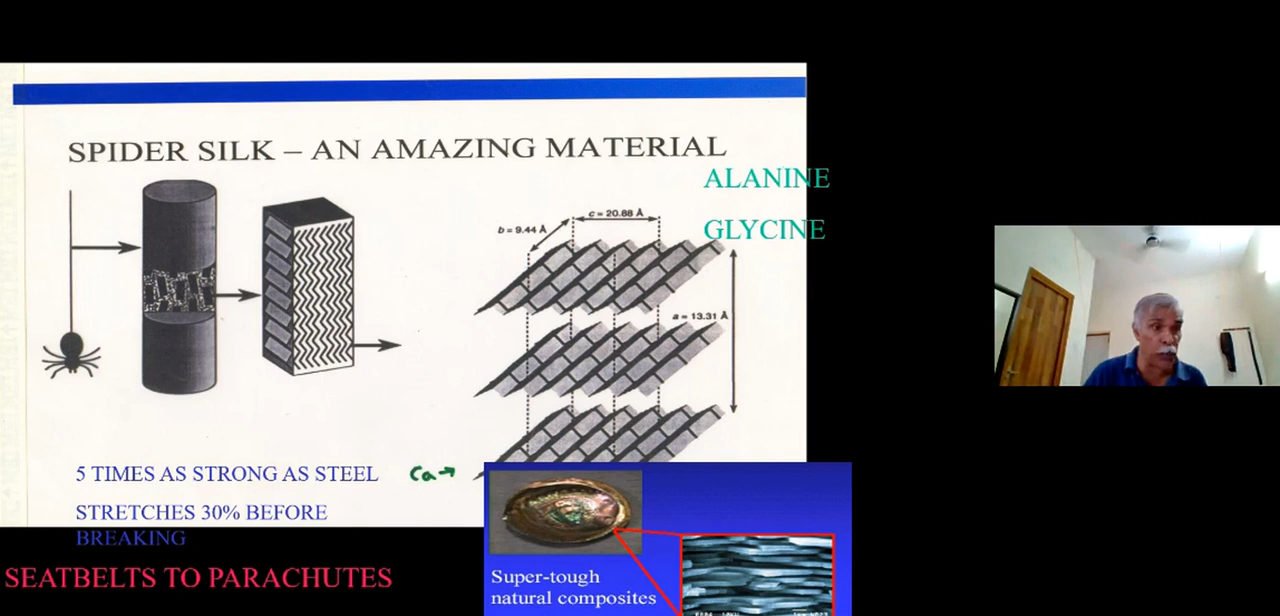 SPIDER SILK – AN AMAZING MATERIAL
ALANINE
GLYCINE
c = 20.88 Å
b = 9.44 Å
a = 13.31 Å
5 TIMES AS STRONG AS STEEL
Ca →
STRETCHES 30% BEFORE
BREAKING
SEATBELTS TO PARACHUTES
Super-tough
natural composites